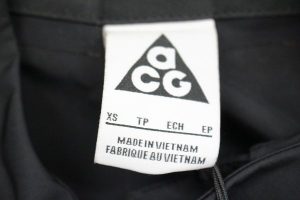 aCG
XS TP ECH EP
MADE IN VIETNAM
FABRIQUE AU VIETNAM